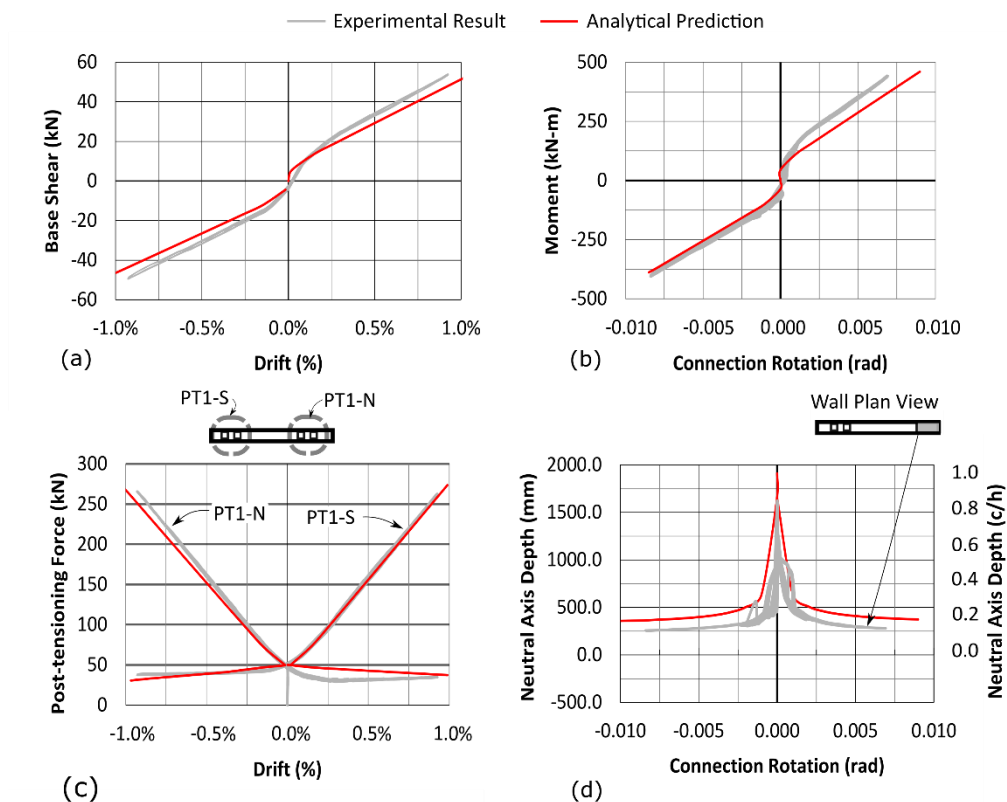 Experimental Result Analytical Prediction
60
40
20
0
-20
-40
-60
Base Shear (kN)
-1.0% -0.5% 0.0% 0.5% 1.0%
Drift (%)
(a)
500
250
0
-250
-500
Moment (kN-m)
-0.010 -0.005 0.000 0.005 0.010
Connection Rotation (rad)
(b)
PT1-S PT1-N
300
250
200
150
100
50
0
Post-tensioning Force (kN)
PT1-N PT1-S
-1.0% -0.5% 0.0% 0.5% 1.0%
Drift (%)
(c)
Wall Plan View
2000.0
1500.0
1000.0
500.0
0.0
-500.0
Neutral Axis Depth (mm)
1.0
0.8
0.6
0.4
0.2
0.0
Neutral Axis Depth (c/h)
-0.010 -0.005 0.000 0.005 0.010
Connection Rotation (rad)
(d)